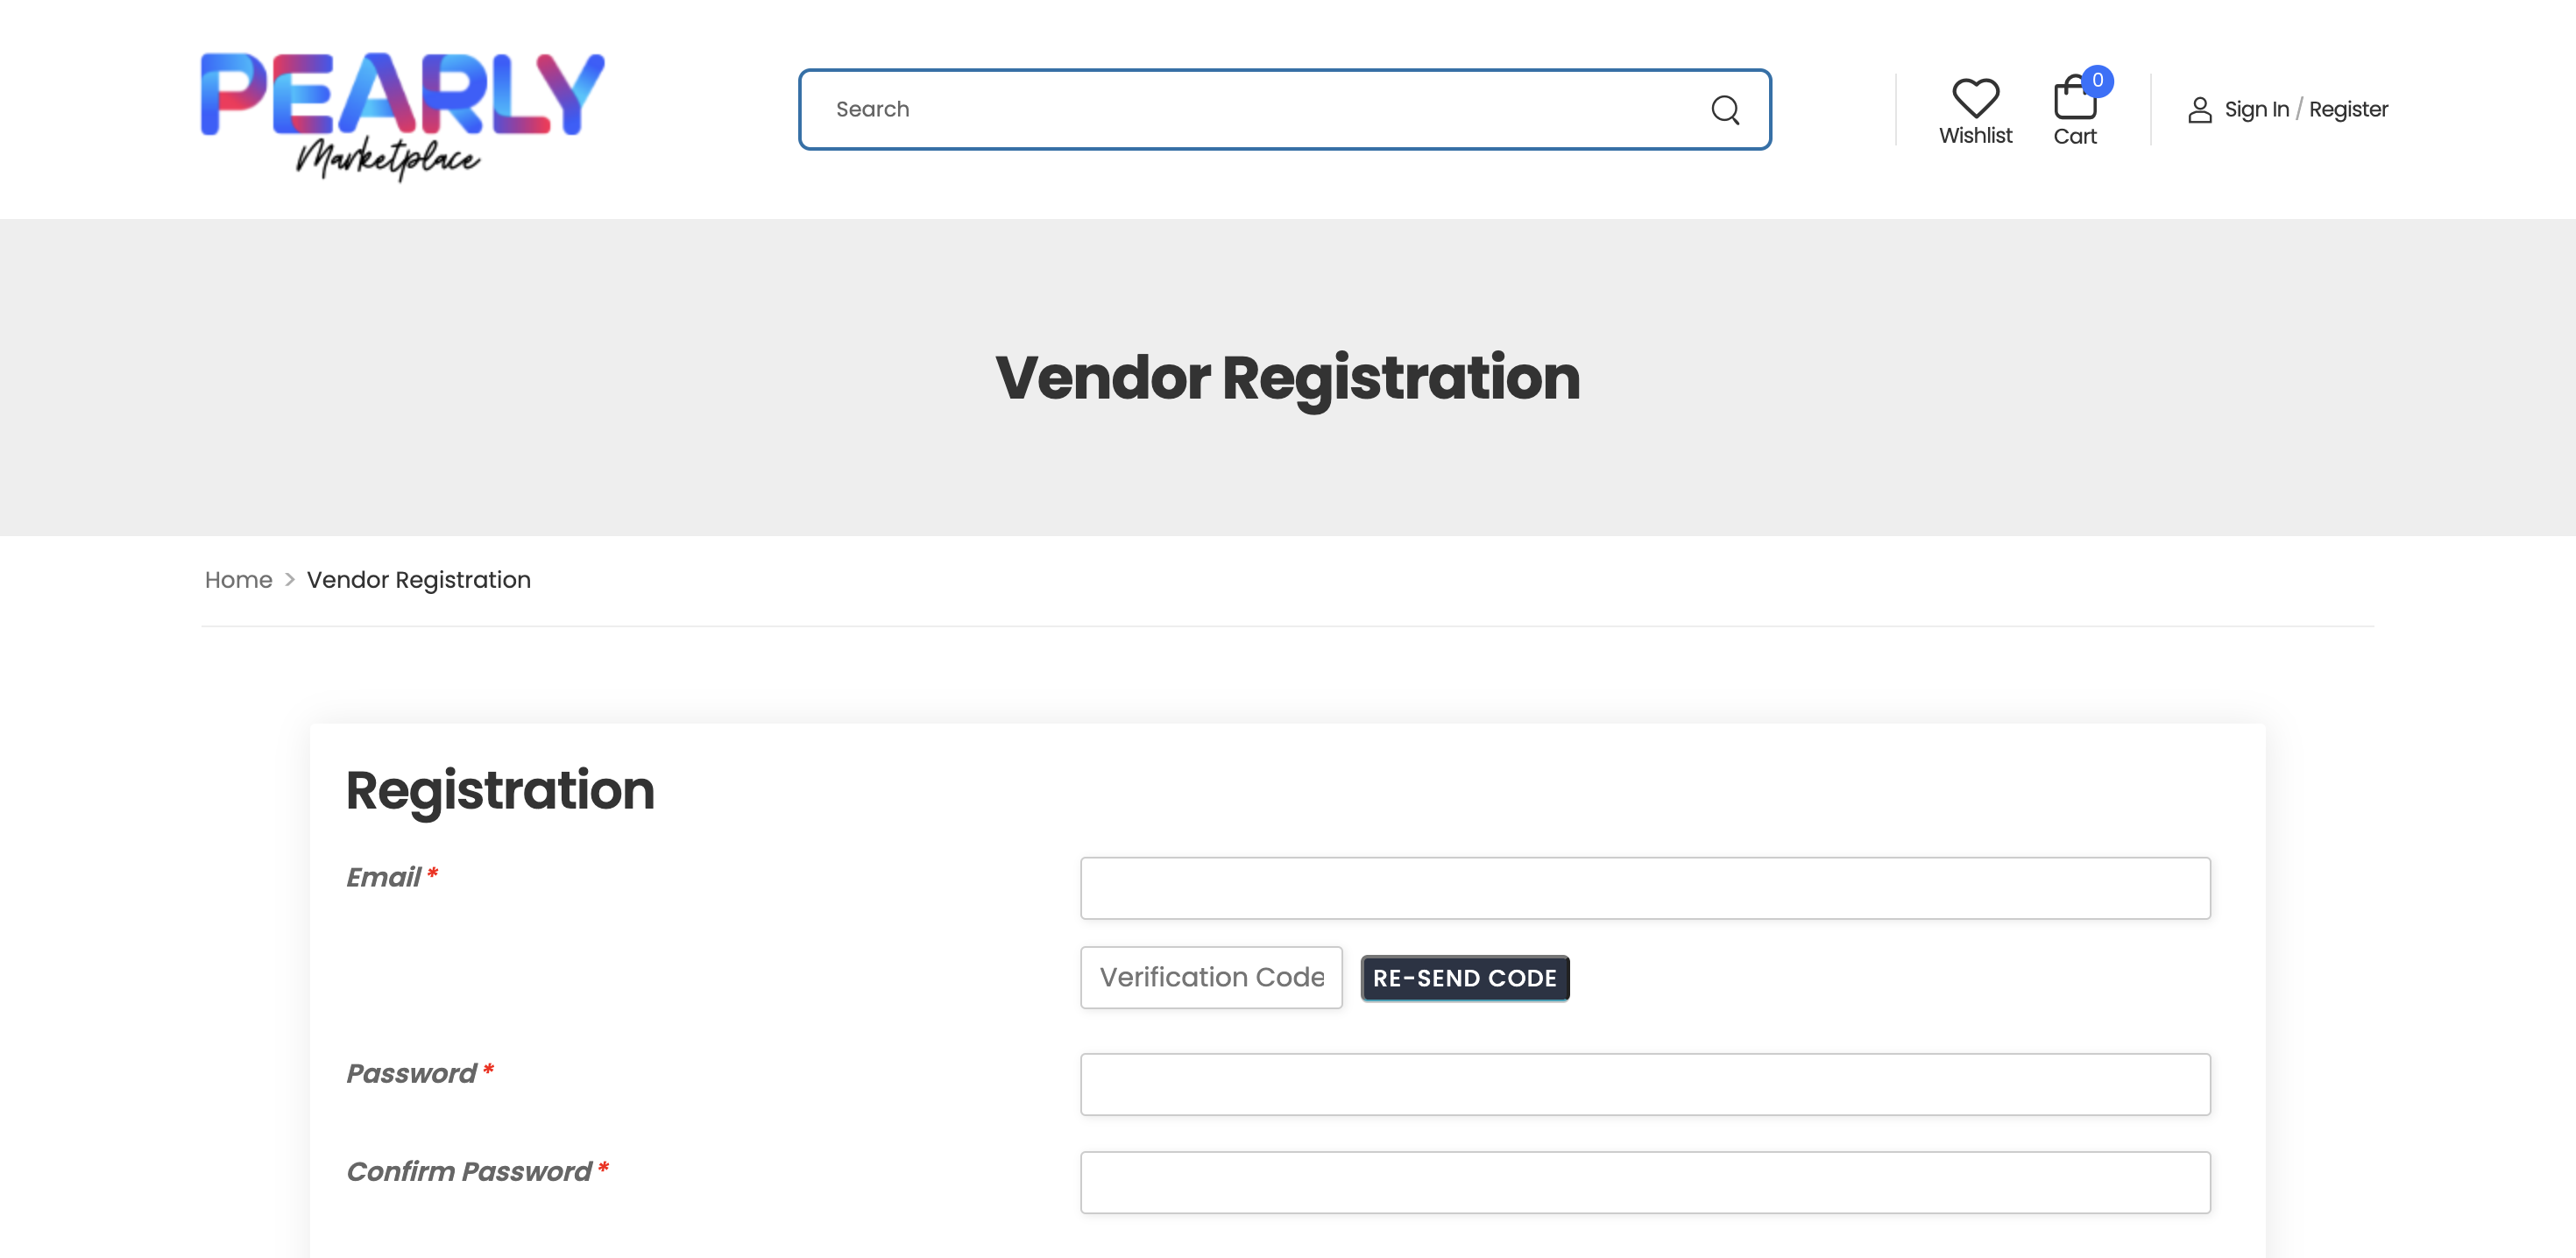 PEARLY
Marketplace
Search
Wishlist
0
Cart
Sign In / Register
Vendor Registration
Home > Vendor Registration
Registration
Email *
Verification Code
RE-SEND CODE
Password *
Confirm Password *